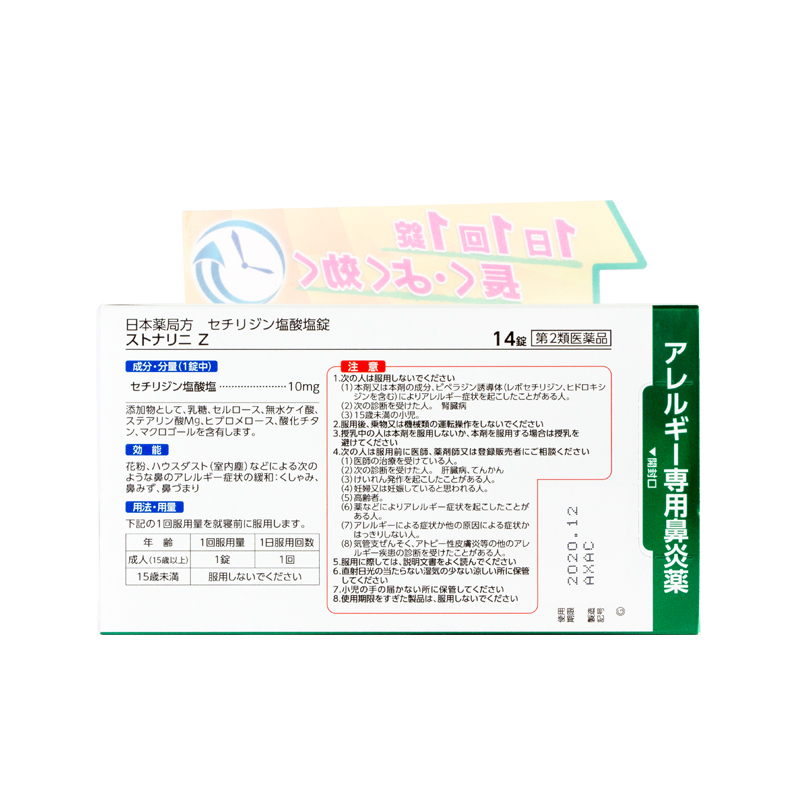 1日1回1錠
長く・よく効く
日本薬局方 セチリジン塩酸塩錠
ストナリニ Z
14錠 第2類医薬品
成分・分量(1錠中)
セチリジン塩酸塩……………………10mg
添加物として、乳糖、セルロース、無水ケイ酸、
ステアリン酸Mg、ヒプロメロース、酸化チタ
ン、マクロゴールを含有します。
効能
花粉、ハウスダスト(室内塵)などによる次の
ような鼻のアレルギー症状の緩和:くしゃみ、
鼻みず、鼻づまり
用法・用量
下記の1回服用量を就寝前に服用します。
年 齢 1回服用量 1日服用回数
成人(15歳以上) 1錠 1回
15歳未満 服用しないでください
注 意
1.次の人は服用しないでください
(1)本剤又は本剤の成分、ピペラジン誘導体(レボセチリジン、ヒドロキシ
ジンを含む)によりアレルギー症状を起こしたことがある人。
(2)次の診断を受けた人。 腎臓病
(3)15歳未満の小児。
2.服用後、乗物又は機械類の運転操作をしないでください
3.授乳中の人は本剤を服用しないか、本剤を服用する場合は授乳を
避けてください
4.次の人は服用前に医師、薬剤師又は登録販売者にご相談ください
(1)医師の治療を受けている人。
(2)次の診断を受けた人。 肝臓病、てんかん
(3)けいれん発作を起こしたことがある人。
(4)妊婦又は妊娠していると思われる人。
(5)高齢者。
(6)薬などによりアレルギー症状を起こしたことが
ある人。
(7)アレルギーによる症状か他の原因による症状か
はっきりしない人。
(8)気管支ぜんそく、アトピー性皮膚炎等の他のアレ
ルギー疾患の診断を受けたことがある人。
5.服用に際しては、説明文書をよく読んでください
6.直射日光の当たらない湿気の少ない涼しい所に保管
してください
7.小児の手の届かない所に保管してください
8.使用期限をすぎた製品は、服用しないでください
使用
期限
2020.12
製造
記号
AXAC
G
◀開封口
アレルギー専用鼻炎薬